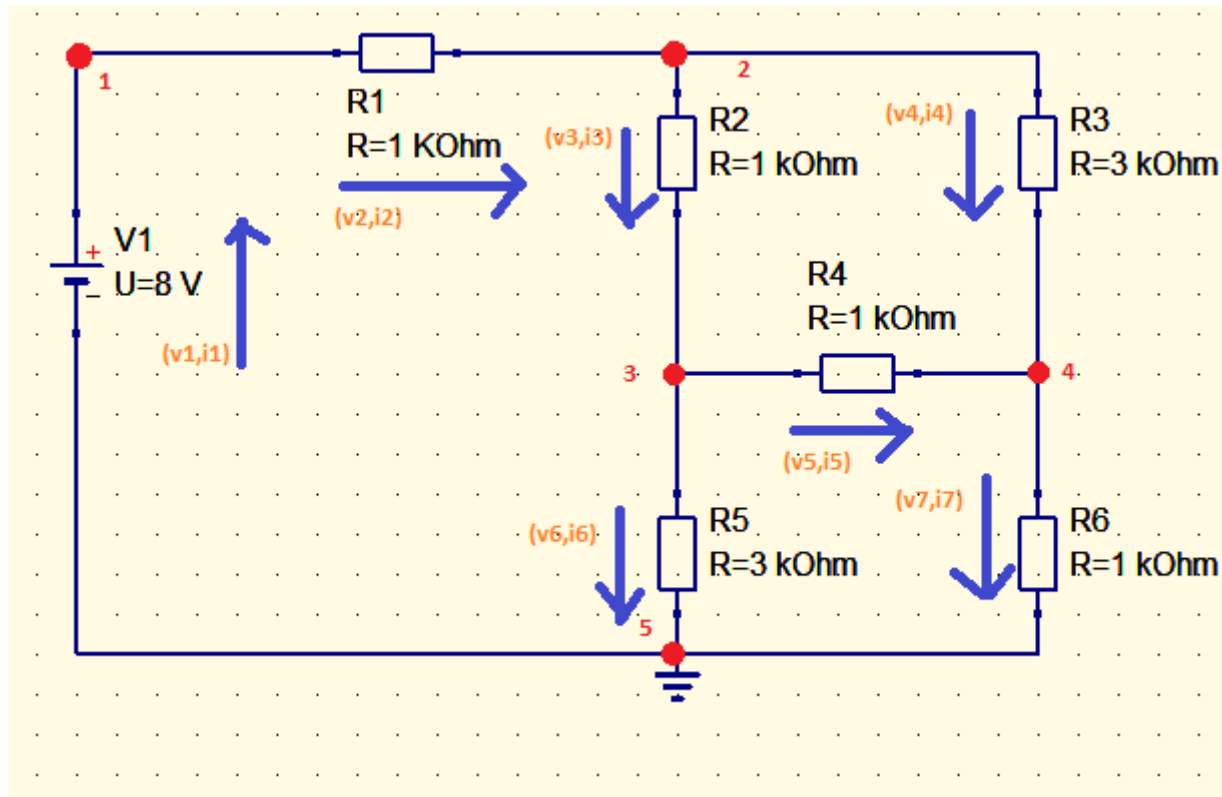 1
2
R1
R=1 KOhm
(v2,i2)
(v3,i3)
R2
R=1 kOhm
(v4,i4)
R3
R=3 kOhm
+
V1
U=8 V
–
(v1,i1)
R4
R=1 kOhm
3
4
(v5,i5)
(v6,i6)
R5
R=3 kOhm
(v7,i7)
R6
R=1 kOhm
5